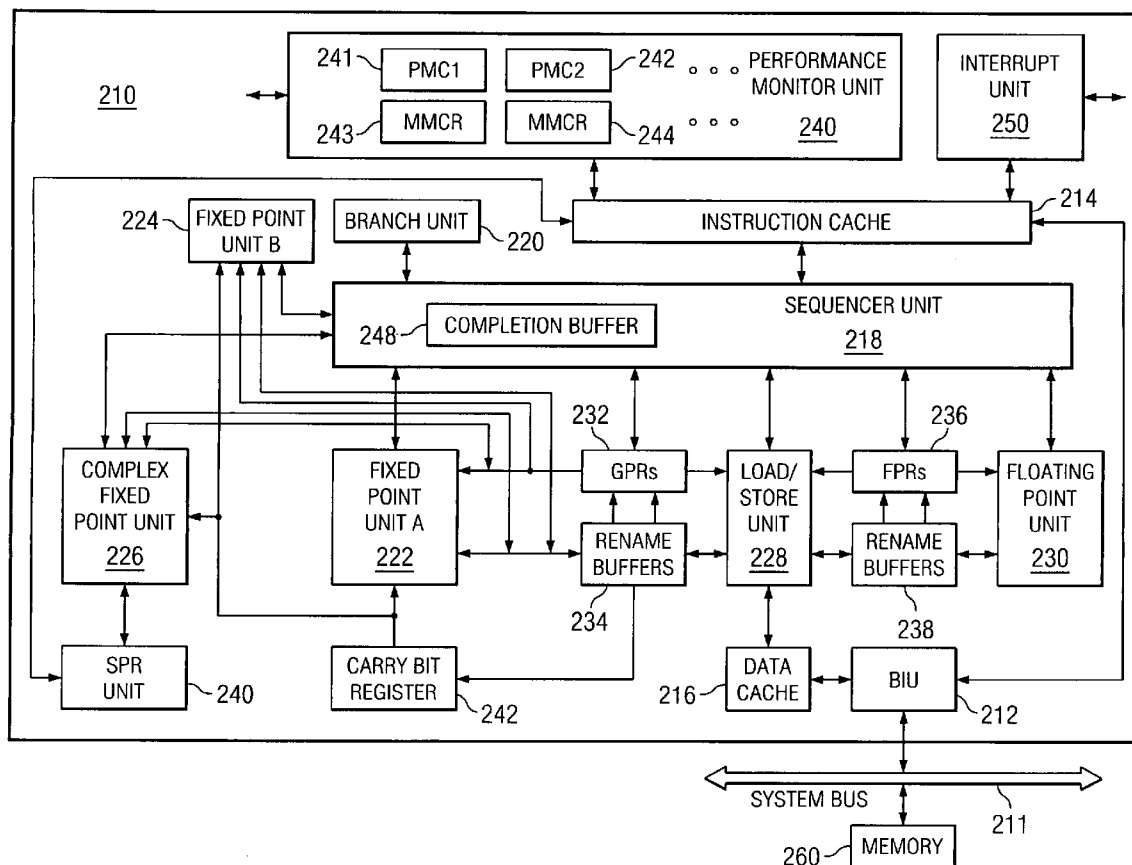 241
PMC1
PMC2
242
PERFORMANCE
MONITOR UNIT
INTERRUPT
UNIT
250
210
243
MMCR
MMCR
244
240
214
INSTRUCTION CACHE
224
FIXED POINT
UNIT B
BRANCH UNIT
220
SEQUENCER UNIT
248
COMPLETION BUFFER
218
232
236
COMPLEX
FIXED
POINT UNIT
226
FIXED
POINT
UNIT A
222
GPRs
LOAD/
STORE
UNIT
228
FPRs
FLOATING
POINT
UNIT
230
RENAME
BUFFERS
234
RENAME
BUFFERS
238
SPR
UNIT
240
CARRY BIT
REGISTER
242
216
DATA
CACHE
BIU
212
SYSTEM BUS
211
260
MEMORY